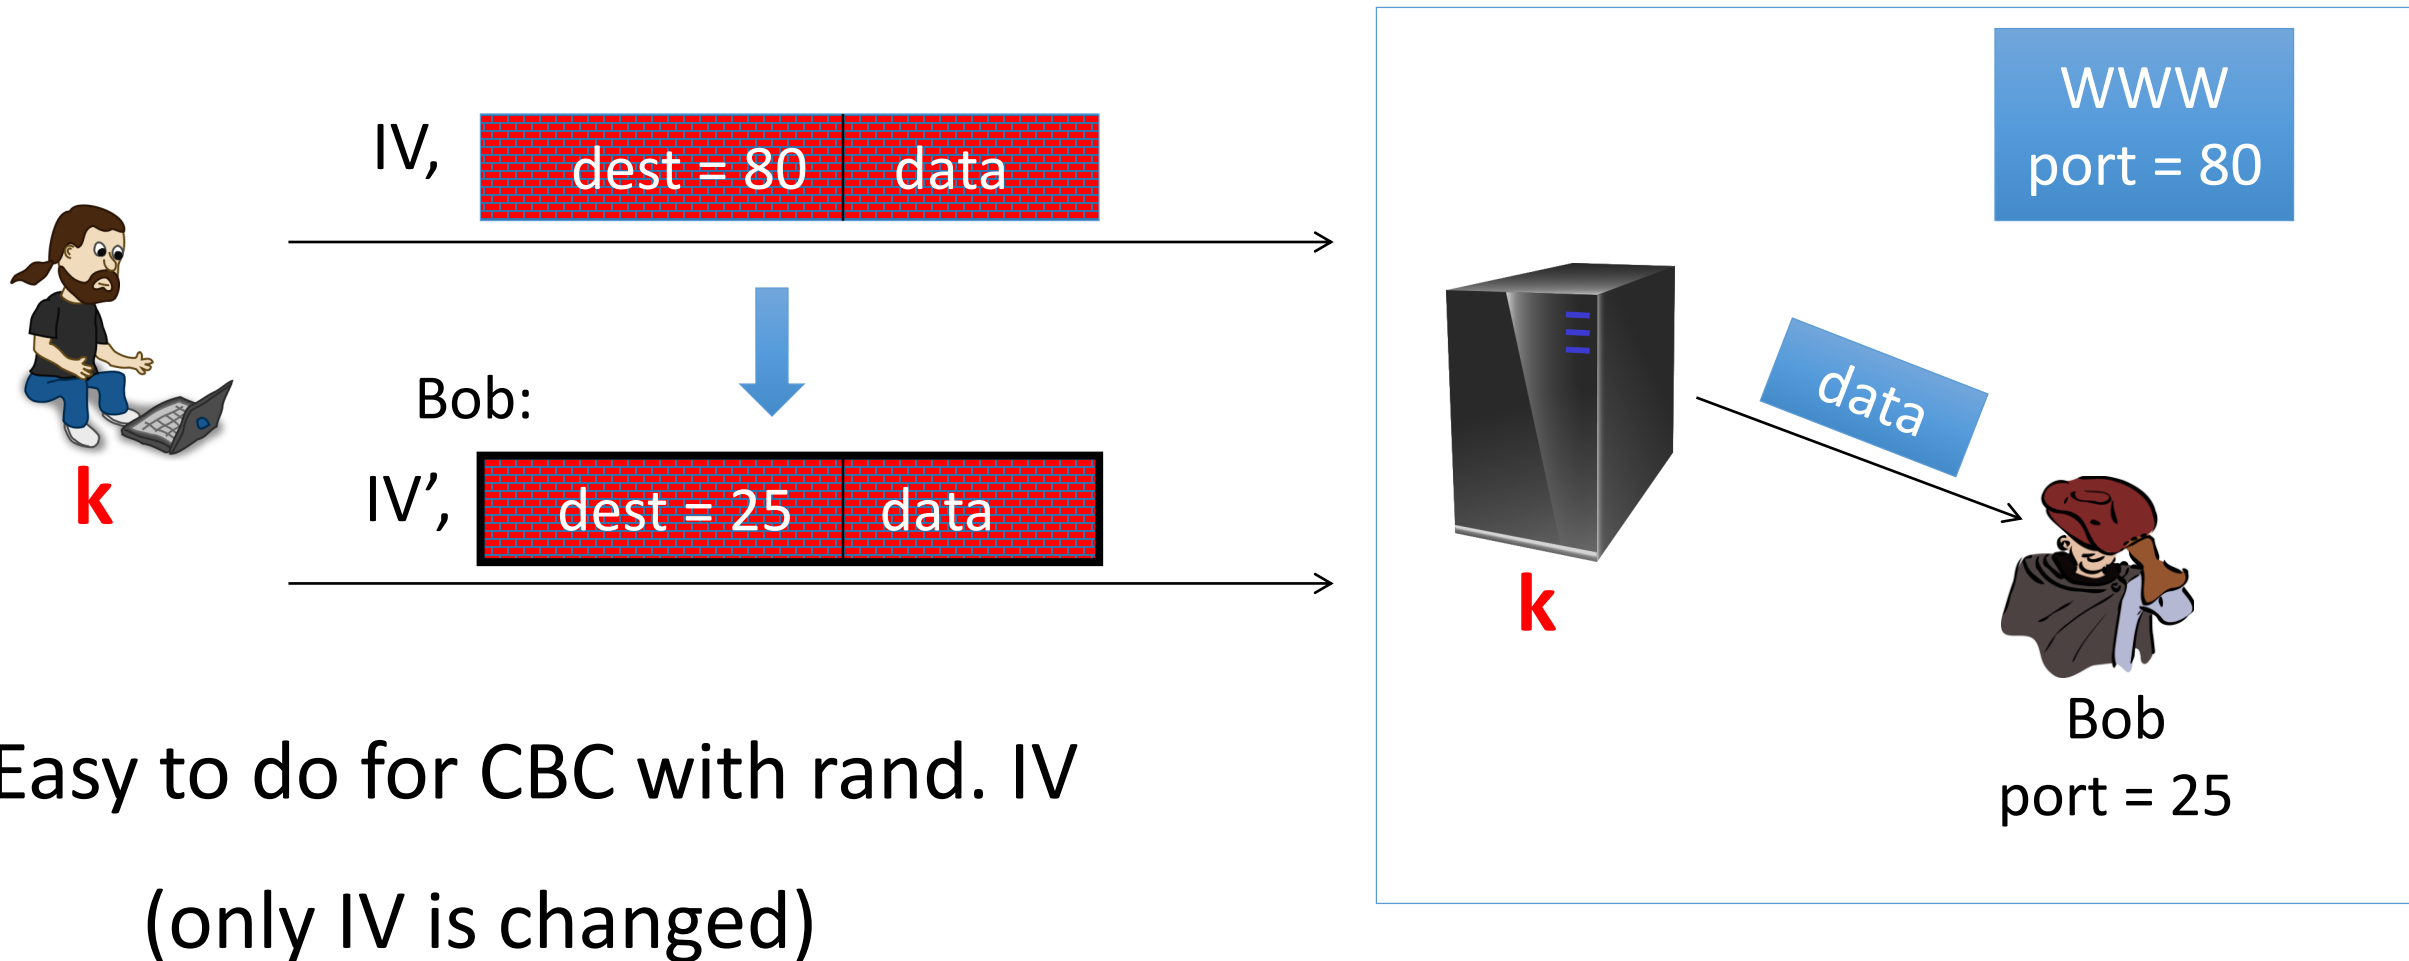 IV,
dest = 80 data
Bob:
IV’,
dest = 25 data
k
WWW
port = 80
data
k
Bob
port = 25
Easy to do for CBC with rand. IV
(only IV is changed)